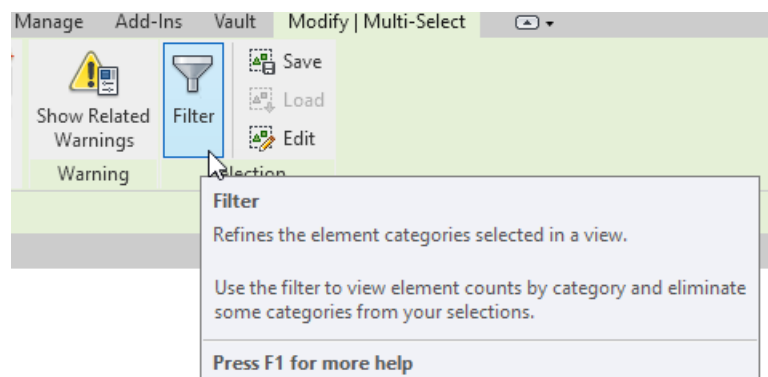 Manage Add-Ins Vault Modify | Multi-Select
Show Related
Warnings
Filter
Save
Load
Edit
Warning
Filter
Refines the element categories selected in a view.
Use the filter to view element counts by category and eliminate
some categories from your selections.
Press F1 for more help